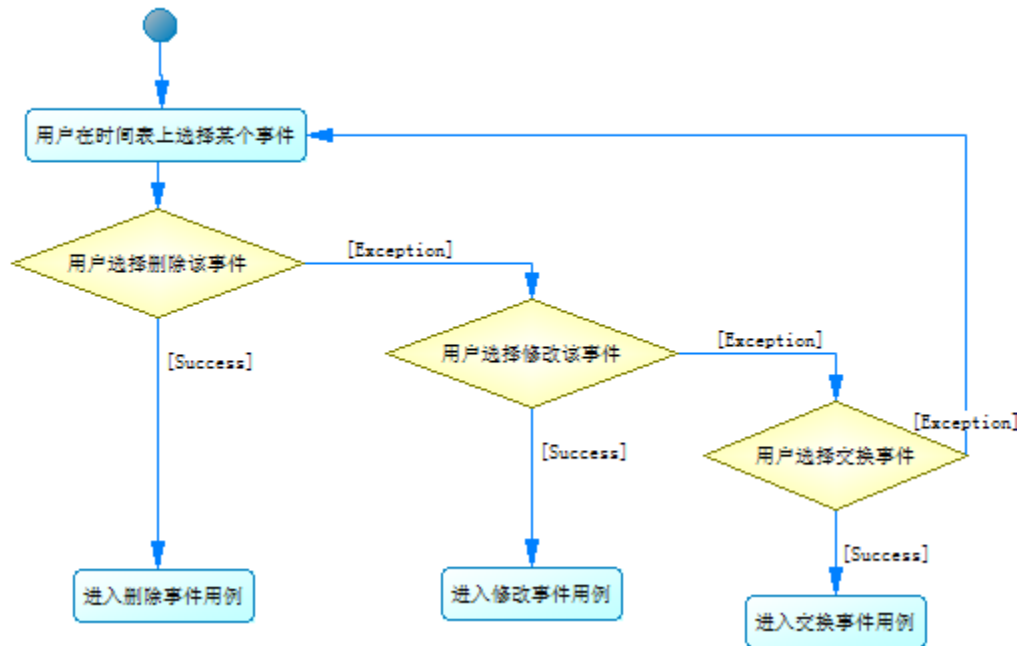 用户在时间表上选择某个事件
用户选择删除该事件
[Exception]
用户选择修改该事件
[Exception]
[Success]
[Exception]
用户选择交换事件
[Success]
[Success]
进入删除事件用例
进入修改事件用例
进入交换事件用例